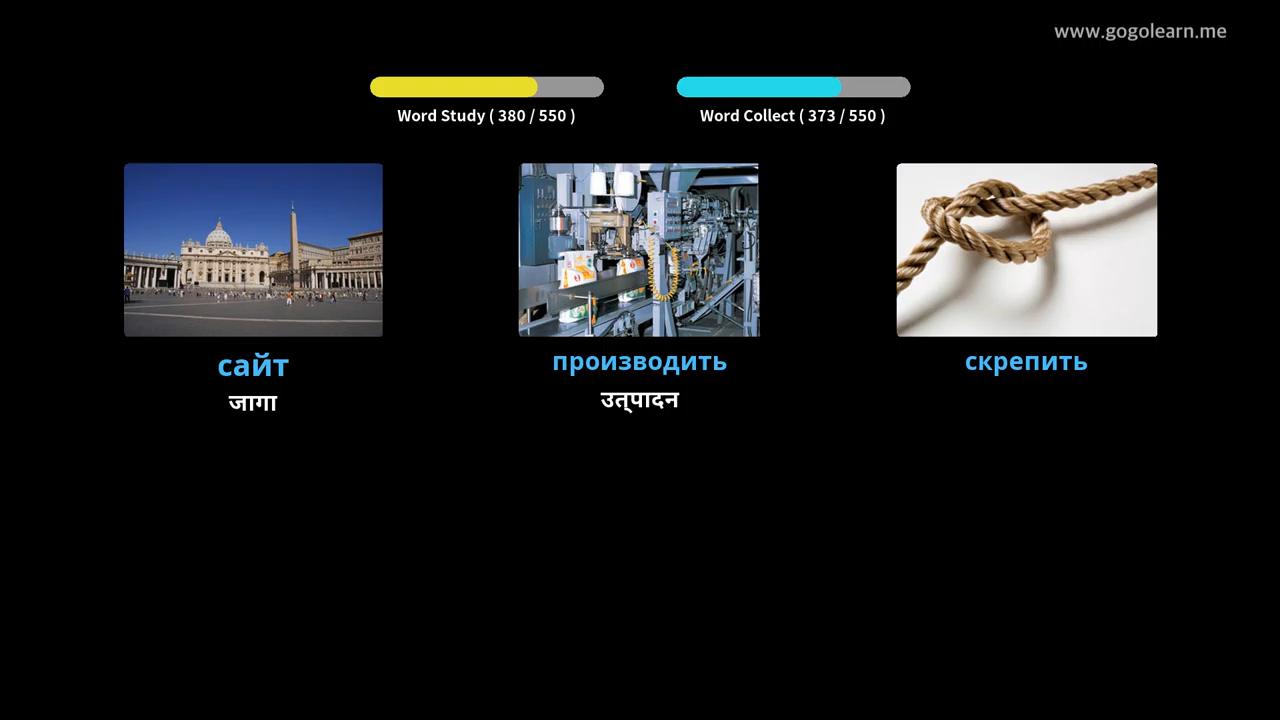 www.gogolearn.me
Word Study ( 380 / 550 )
Word Collect ( 373 / 550 )
сайт
производить
скрепить
जागा
उत्पादन